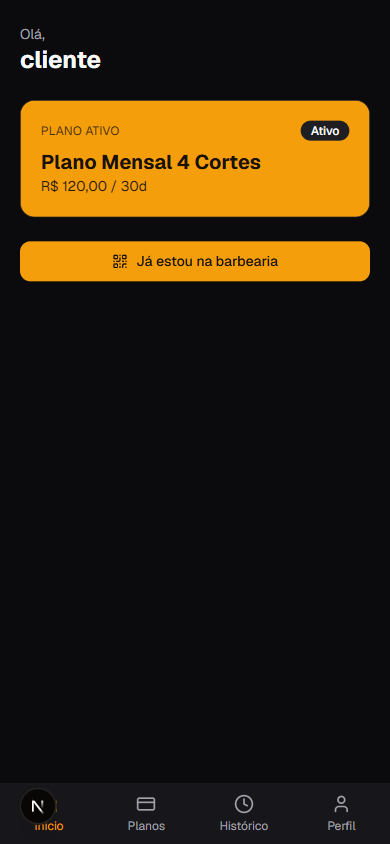 Olá,
cliente
PLANO ATIVO
Ativo
Plano Mensal 4 Cortes
R$ 120,00 / 30d
Já estou na barbearia
N
Início
Planos
Histórico
Perfil